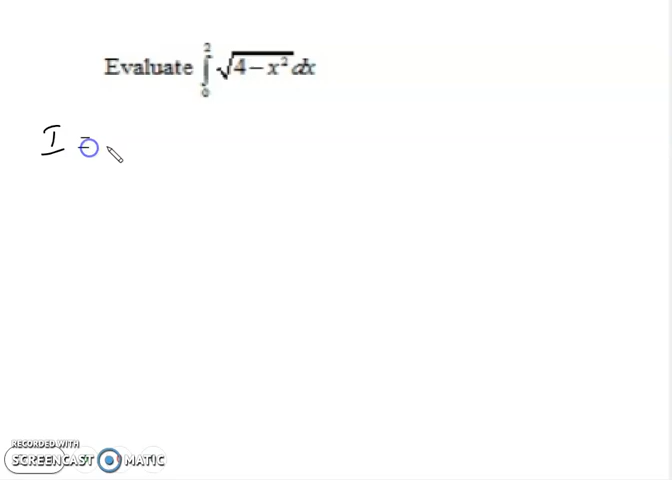 Evaluate ∫₀² √(4 − x²) dx
I =
RECORDED WITH
SCREENCAST MATIC